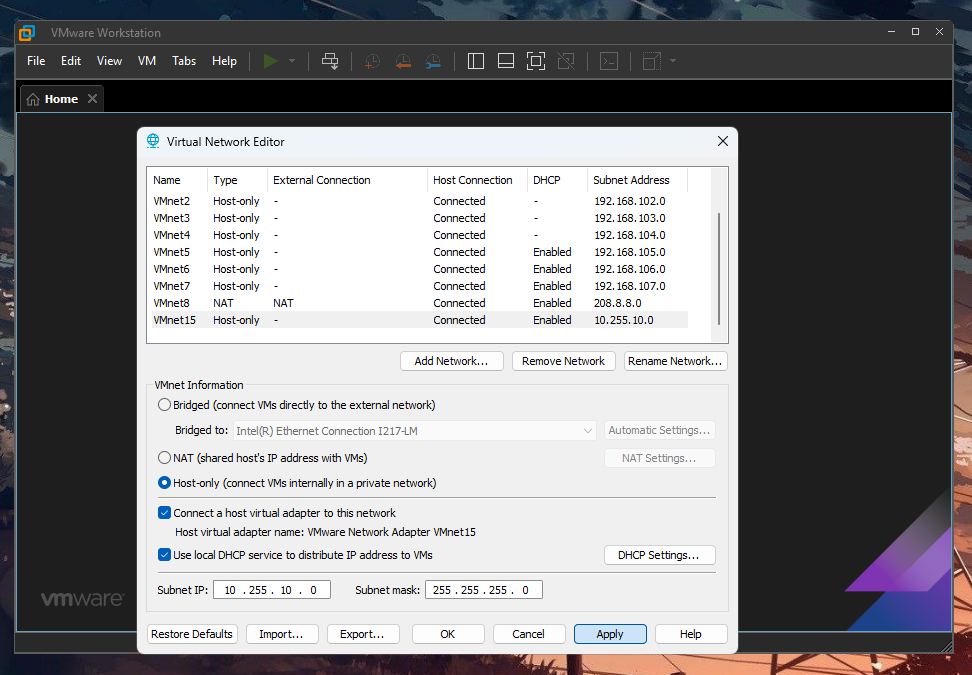 VMware Workstation
File Edit View VM Tabs Help
Home
Virtual Network Editor
Name Type External Connection Host Connection DHCP Subnet Address
VMnet2 Host-only - Connected - 192.168.102.0
VMnet3 Host-only - Connected - 192.168.103.0
VMnet4 Host-only - Connected - 192.168.104.0
VMnet5 Host-only - Connected Enabled 192.168.105.0
VMnet6 Host-only - Connected Enabled 192.168.106.0
VMnet7 Host-only - Connected Enabled 192.168.107.0
VMnet8 NAT NAT Connected Enabled 208.8.8.0
VMnet15 Host-only - Connected Enabled 10.255.10.0
Add Network... Remove Network Rename Network...
VMnet Information
Bridged (connect VMs directly to the external network)
Bridged to: Intel(R) Ethernet Connection I217-LM Automatic Settings...
NAT (shared host's IP address with VMs) NAT Settings...
Host-only (connect VMs internally in a private network)
Connect a host virtual adapter to this network
Host virtual adapter name: VMware Network Adapter VMnet15
Use local DHCP service to distribute IP address to VMs DHCP Settings...
Subnet IP: 10 . 255 . 10 . 0 Subnet mask: 255 . 255 . 255 . 0
vmware
Restore Defaults Import... Export... OK Cancel Apply Help